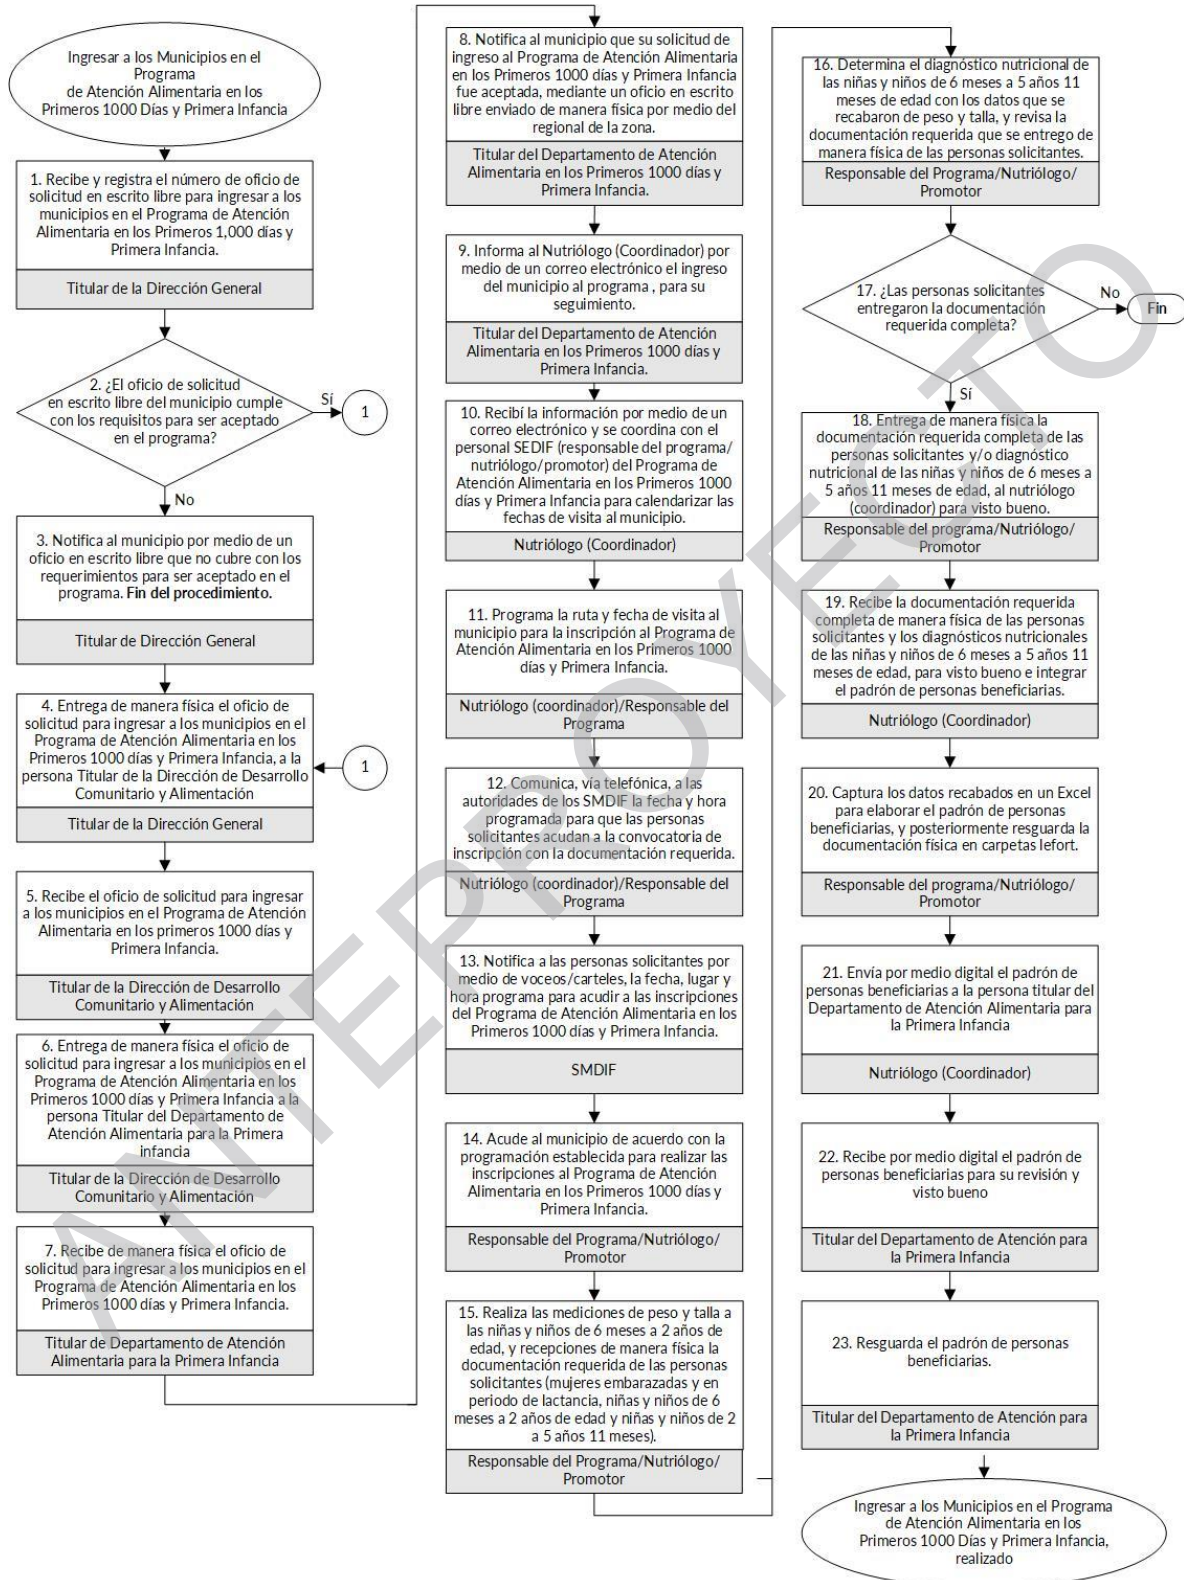 Ingresar a los Municipios en el
Programa
de Atención Alimentaria en los
Primeros 1000 Días y Primera Infancia
1. Recibe y registra el número de oficio de
solicitud en escrito libre para ingresar a los
municipios en el Programa de Atención
Alimentaria en los Primeros 1,000 días y
Primera Infancia.
Titular de la Dirección General
2. ¿El oficio de solicitud
en escrito libre del municipio cumple
con los requisitos para ser aceptado
en el programa?
Sí
1
No
3. Notifica al municipio por medio de un
oficio en escrito libre que no cubre con los
requerimientos para ser aceptado en el
programa. Fin del procedimiento.
Titular de Dirección General
4. Entrega de manera física el oficio de
solicitud para ingresar a los municipios en el
Programa de Atención Alimentaria en los
Primeros 1000 días y Primera Infancia, a la
persona Titular de la Dirección de Desarrollo
Comunitario y Alimentación
1
Titular de la Dirección General
5. Recibe el oficio de solicitud para ingresar
a los municipios en el Programa de Atención
Alimentaria en los primeros 1000 días y
Primera Infancia.
Titular de la Dirección de Desarrollo
Comunitario y Alimentación
6. Entrega de manera física el oficio de
solicitud para ingresar a los municipios en el
Programa de Atención Alimentaria en los
Primeros 1000 días y Primera Infancia a la
persona Titular del Departamento de
Atención Alimentaria para la Primera
infancia
Titular de la Dirección de Desarrollo
Comunitario y Alimentación
7. Recibe de manera física el oficio de
solicitud para ingresar a los municipios en el
Programa de Atención Alimentaria en los
Primeros 1000 días y Primera Infancia.
Titular de Departamento de Atención
Alimentaria para la Primera Infancia
8. Notifica al municipio que su solicitud de
ingreso al Programa de Atención Alimentaria
en los Primeros 1000 días y Primera Infancia
fue aceptada, mediante un oficio en escrito
libre enviado de manera física por medio del
regional de la zona.
Titular del Departamento de Atención
Alimentaria en los Primeros 1000 días y
Primera Infancia.
9. Informa al Nutriólogo (Coordinador) por
medio de un correo electrónico el ingreso
del municipio al programa , para su
seguimiento.
Titular del Departamento de Atención
Alimentaria en los Primeros 1000 días y
Primera Infancia.
10. Recibí la información por medio de un
correo electrónico y se coordina con el
personal SEDIF (responsable del programa/
nutriólogo/promotor) del Programa de
Atención Alimentaria en los Primeros 1000
días y Primera Infancia para calendarizar las
fechas de visita al municipio.
Nutriólogo (Coordinador)
11. Programa la ruta y fecha de visita al
municipio para la inscripción al Programa de
Atención Alimentaria en los Primeros 1000
días y Primera Infancia.
Nutriólogo (coordinador)/Responsable del
Programa
12. Comunica, vía telefónica, a las
autoridades de los SMDIF la fecha y hora
programada para que las personas
solicitantes acudan a la convocatoria de
inscripción con la documentación requerida.
Nutriólogo (coordinador)/Responsable del
Programa
13. Notifica a las personas solicitantes por
medio de voceos/carteles, la fecha, lugar y
hora programa para acudir a las inscripciones
del Programa de Atención Alimentaria en los
Primeros 1000 días y Primera Infancia.
SMDIF
14. Acude al municipio de acuerdo con la
programación establecida para realizar las
inscripciones al Programa de Atención
Alimentaria en los Primeros 1000 días y
Primera Infancia.
Responsable del Programa/Nutriólogo/
Promotor
15. Realiza las mediciones de peso y talla a
las niñas y niños de 6 meses a 2 años de
edad, y recepciones de manera física la
documentación requerida de las personas
solicitantes (mujeres embarazadas y en
periodo de lactancia, niñas y niños de 6
meses a 2 años de edad y niñas y niños de 2
a 5 años 11 meses).
Responsable del Programa/Nutriólogo/
Promotor
16. Determina el diagnóstico nutricional de
las niñas y niños de 6 meses a 5 años 11
meses de edad con los datos que se
recabaron de peso y talla, y revisa la
documentación requerida que se entrego de
manera física de las personas solicitantes.
Responsable del Programa/Nutriólogo/
Promotor
17. ¿Las personas solicitantes
entregaron la documentación
requerida completa?
No
Fin
Sí
18. Entrega de manera física la
documentación requerida completa de las
personas solicitantes y/o diagnóstico
nutricional de las niñas y niños de 6 meses a
5 años 11 meses de edad, al nutriólogo
(coordinador) para visto bueno.
Responsable del programa/Nutriólogo/
Promotor
19. Recibe la documentación requerida
completa de manera física de las personas
solicitantes y los diagnósticos nutricionales
de las niñas y niños de 6 meses a 5 años 11
meses de edad, para visto bueno e integrar
el padrón de personas beneficiarias.
Nutriólogo (Coordinador)
20. Captura los datos recabados en un Excel
para elaborar el padrón de personas
beneficiarias, y posteriormente resguarda la
documentación física en carpetas lefort.
Responsable del programa/Nutriólogo/
Promotor
21. Envía por medio digital el padrón de
personas beneficiarias a la persona titular del
Departamento de Atención Alimentaria para
la Primera Infancia
Nutriólogo (Coordinador)
22. Recibe por medio digital el padrón de
personas beneficiarias para su revisión y
visto bueno
Titular del Departamento de Atención para
la Primera Infancia
23. Resguarda el padrón de personas
beneficiarias.
Titular del Departamento de Atención para
la Primera Infancia
Ingresar a los Municipios en el Programa
de Atención Alimentaria en los
Primeros 1000 Días y Primera Infancia,
realizado
ANTEPROYECTO